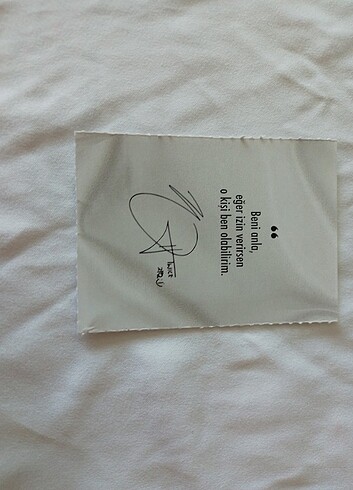 ❝
Beni anla,
eğer izin verirsen
o kişi ben olabilirim.